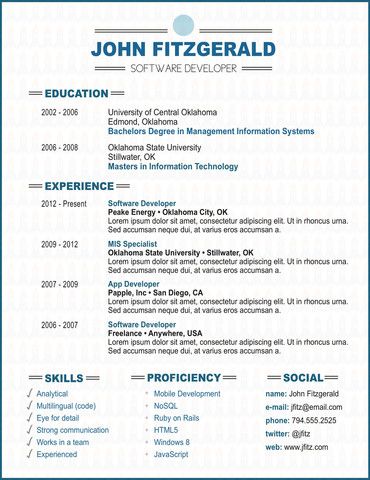 JOHN FITZGERALD
SOFTWARE DEVELOPER
EDUCATION
2002 - 2006 University of Central Oklahoma
Edmond, Oklahoma
Bachelors Degree in Management Information Systems
2006 - 2008 Oklahoma State University
Stillwater, OK
Masters in Information Technology
EXPERIENCE
2012 - Present Software Developer
Peake Energy • Oklahoma City, OK
Lorem ipsum dolor sit amet, consectetur adipiscing elit. Ut in rhoncus urna.
Sed accumsan neque dui, at varius eros accumsan a.
2009 - 2012 MIS Specialist
Oklahoma State University • Stillwater, OK
Lorem ipsum dolor sit amet, consectetur adipiscing elit. Ut in rhoncus urna.
Sed accumsan neque dui, at varius eros accumsan a.
2007 - 2009 App Developer
Papple, Inc • San Diego, CA
Lorem ipsum dolor sit amet, consectetur adipiscing elit. Ut in rhoncus urna.
Sed accumsan neque dui, at varius eros accumsan a.
2006 - 2007 Software Developer
Freelance • Anywhere, USA
Lorem ipsum dolor sit amet, consectetur adipiscing elit. Ut in rhoncus urna.
Sed accumsan neque dui, at varius eros accumsan a.
SKILLS
Analytical
Multilingual (code)
Eye for detail
Strong communication
Works in a team
Experienced
PROFICIENCY
Mobile Development
NoSQL
Ruby on Rails
HTML5
Windows 8
JavaScript
SOCIAL
name: John Fitzgerald
e-mail: jfitz@email.com
phone: 794.555.2525
twitter: @jfitz
web: www.jfitz.com